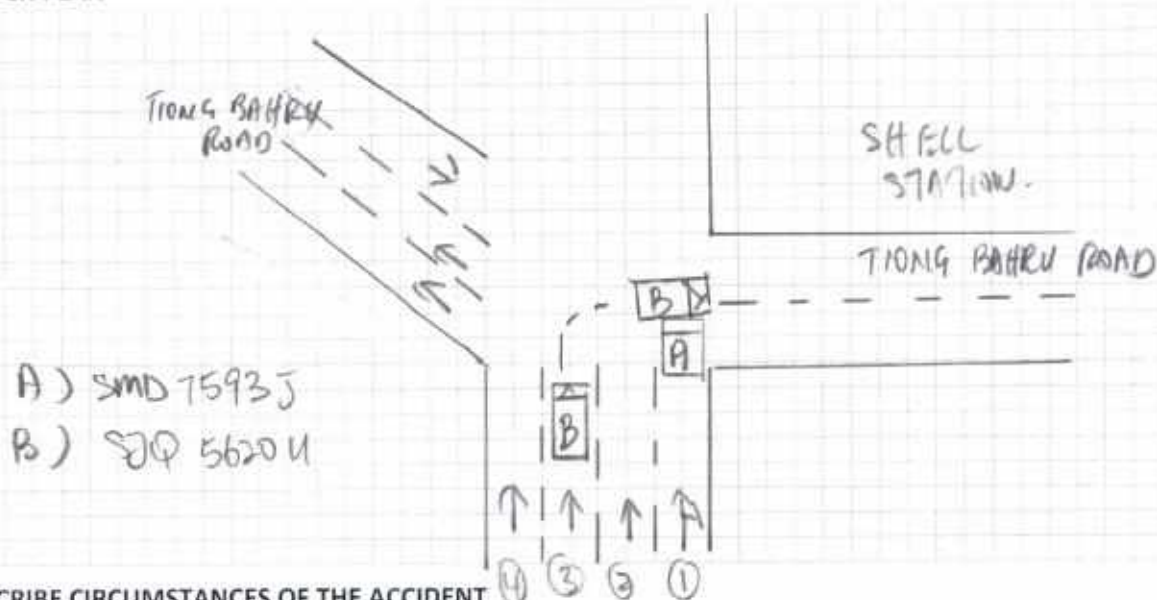 TIONG BAHRU
ROAD
SHELL
STATION.
TIONG BAHRU ROAD
B
A
B
A) SMD 7593J
B) SJQ 5620U
4 3 2 1
CRIBE CIRCUMSTANCES OF THE ACCIDENT